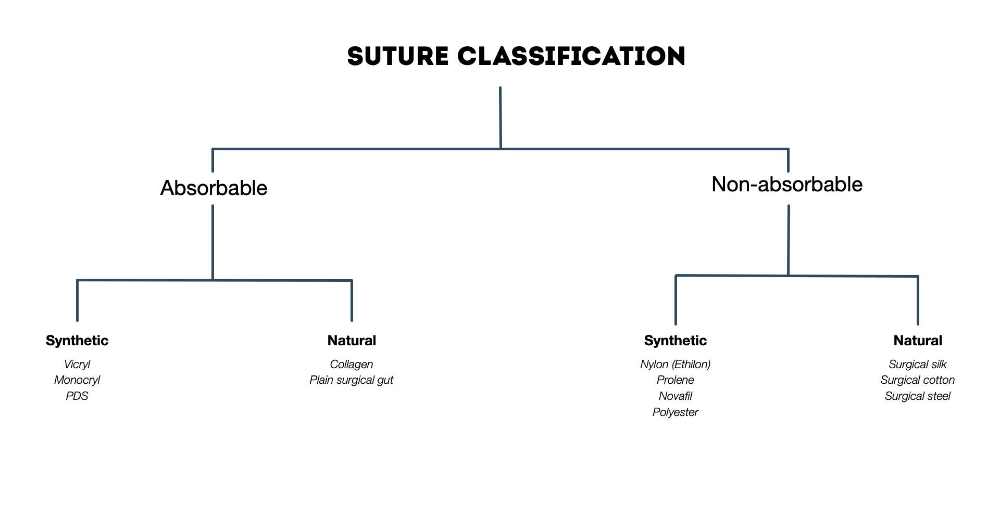 SUTURE CLASSIFICATION
Absorbable
Non-absorbable
Synthetic
Vicryl
Monocryl
PDS
Natural
Collagen
Plain surgical gut
Synthetic
Nylon (Ethilon)
Prolene
Novafil
Polyester
Natural
Surgical silk
Surgical cotton
Surgical steel